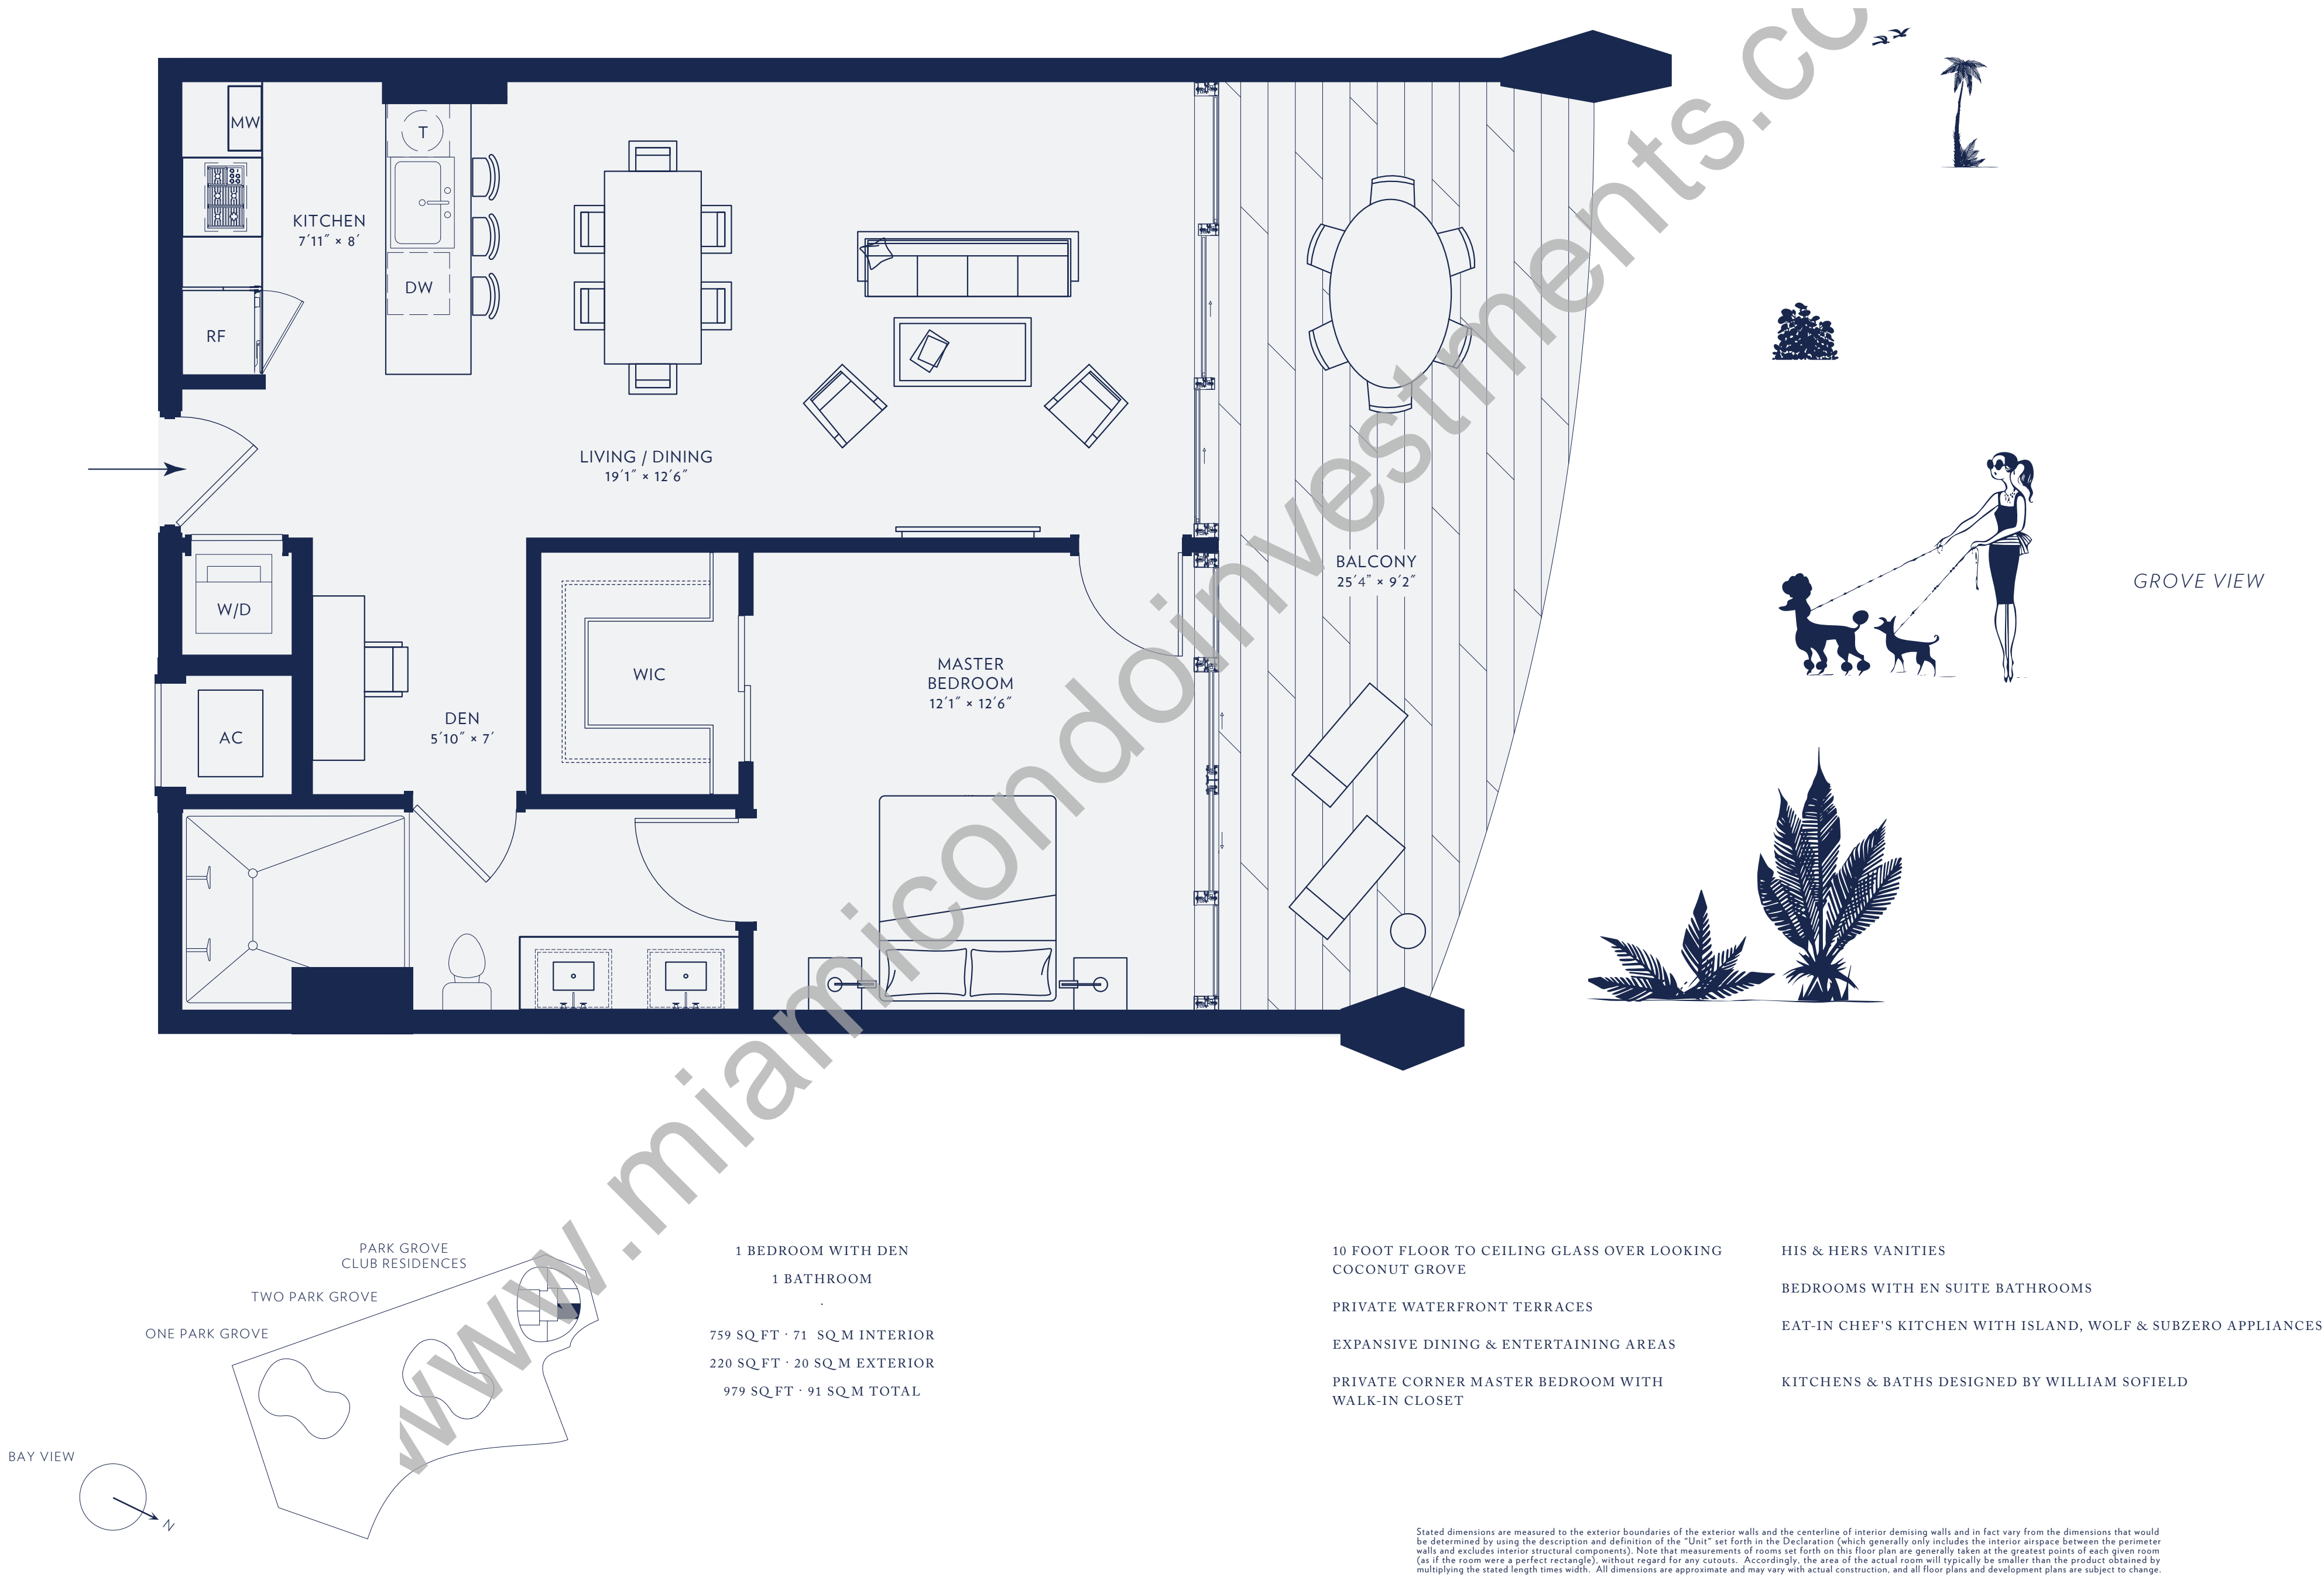 MW
T
KITCHEN
7'11" × 8'
DW
RF
LIVING / DINING
19'1" × 12'6"
BALCONY
25'4" × 9'2"
GROVE VIEW
W/D
WIC
MASTER
BEDROOM
12'1" × 12'6"
DEN
5'10" × 7'
AC
www.miamicondoinvestments.co
PARK GROVE
CLUB RESIDENCES
TWO PARK GROVE
ONE PARK GROVE
BAY VIEW
N
1 BEDROOM WITH DEN
1 BATHROOM
·
759 SQ FT · 71 SQ M INTERIOR
220 SQ FT · 20 SQ M EXTERIOR
979 SQ FT · 91 SQ M TOTAL
10 FOOT FLOOR TO CEILING GLASS OVER LOOKING
COCONUT GROVE
PRIVATE WATERFRONT TERRACES
EXPANSIVE DINING & ENTERTAINING AREAS
PRIVATE CORNER MASTER BEDROOM WITH
WALK-IN CLOSET
HIS & HERS VANITIES
BEDROOMS WITH EN SUITE BATHROOMS
EAT-IN CHEF'S KITCHEN WITH ISLAND, WOLF & SUBZERO APPLIANCES
KITCHENS & BATHS DESIGNED BY WILLIAM SOFIELD
Stated dimensions are measured to the exterior boundaries of the exterior walls and the centerline of interior demising walls and in fact vary from the dimensions that would
be determined by using the description and definition of the "Unit" set forth in the Declaration (which generally only includes the interior airspace between the perimeter
walls and excludes interior structural components). Note that measurements of rooms set forth on this floor plan are generally taken at the greatest points of each given room
(as if the room were a perfect rectangle), without regard for any cutouts. Accordingly, the area of the actual room will typically be smaller than the product obtained by
multiplying the stated length times width. All dimensions are approximate and may vary with actual construction, and all floor plans and development plans are subject to change.